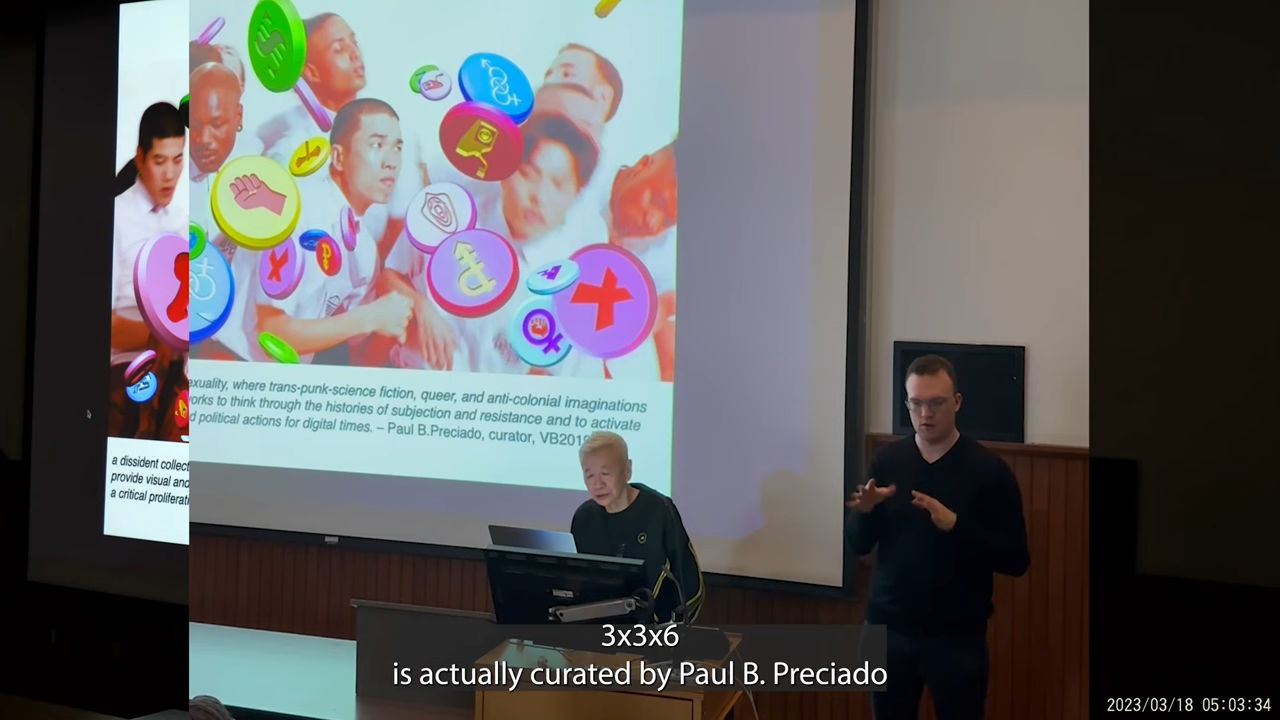 exuality, where trans-punk-science fiction, queer, and anti-colonial imaginations
orks to think through the histories of subjection and resistance and to activate
d political actions for digital times. – Paul B.Preciado, curator, VB201
a dissident collect
provide visual and
a critical proliferati
3x3x6
is actually curated by Paul B. Preciado
2023/03/18 05:03:34